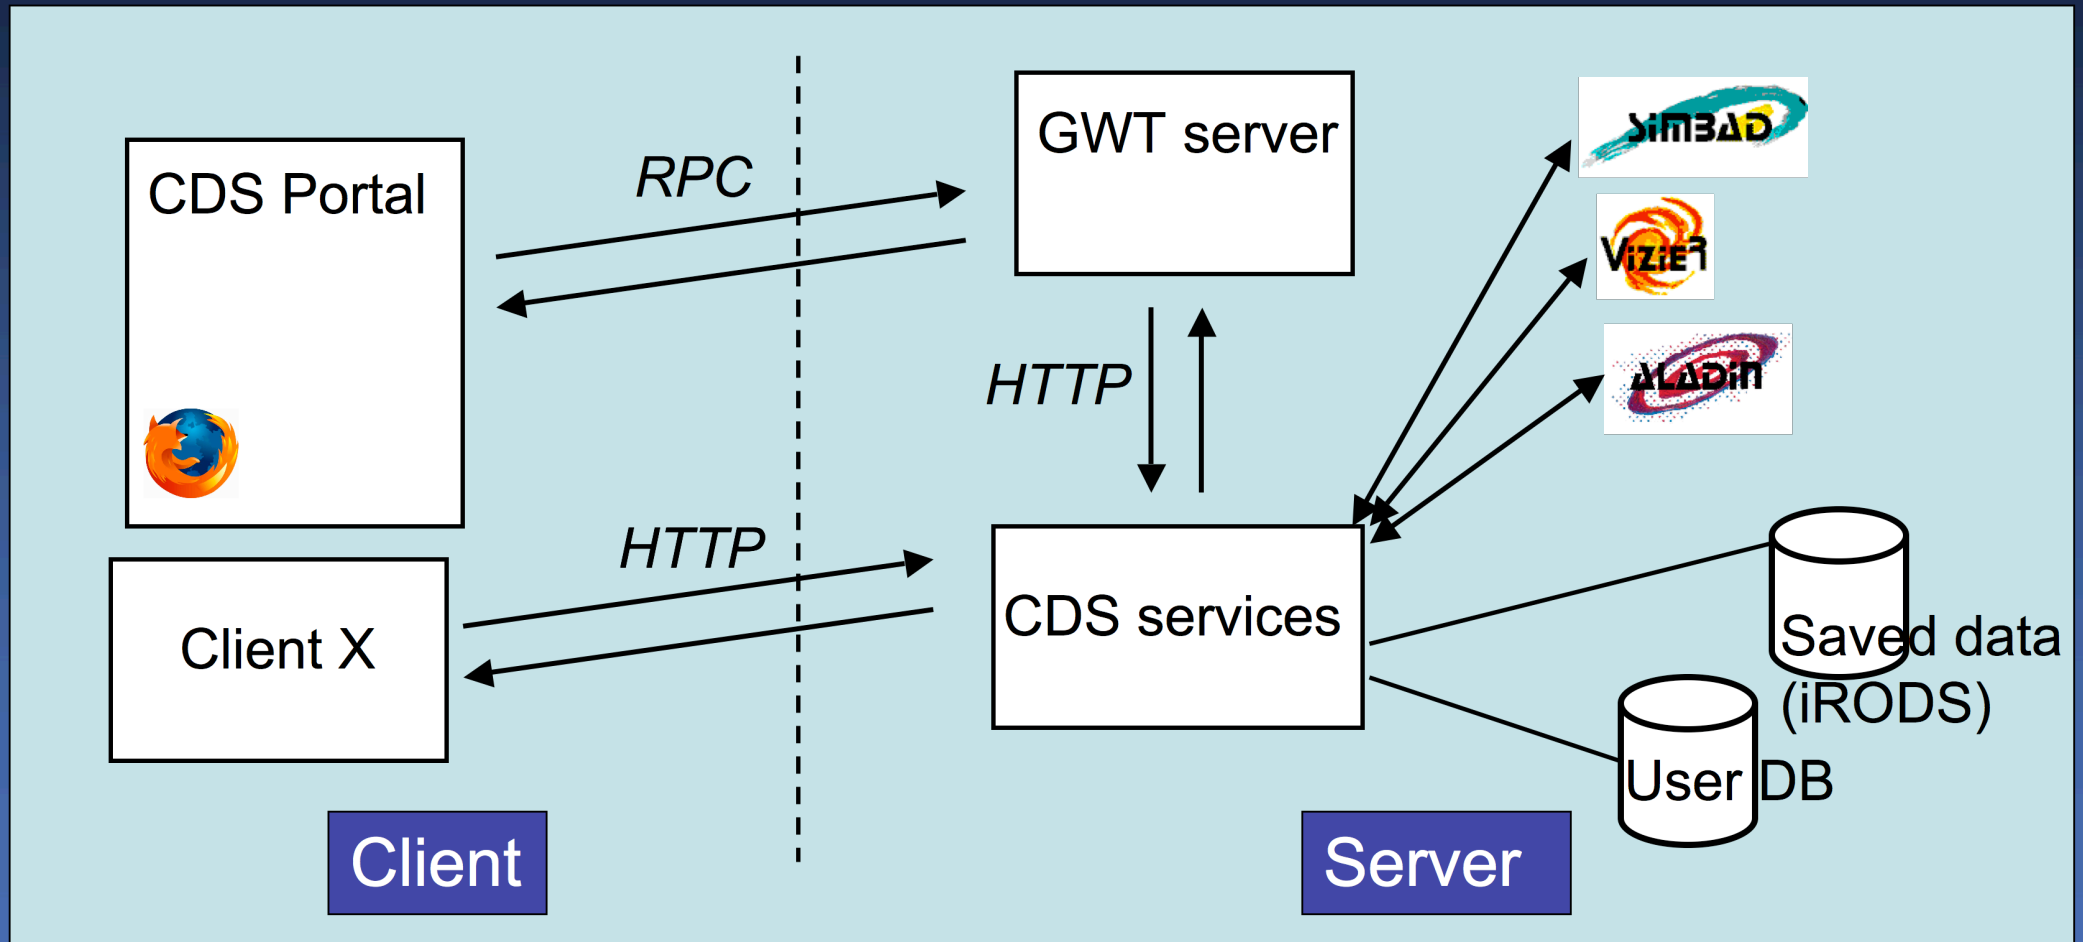 CDS Portal
RPC
GWT server
SiMBAD
ViZieR
ALADiN
HTTP
HTTP
Client X
CDS services
Saved data
(iRODS)
User DB
Client
Server